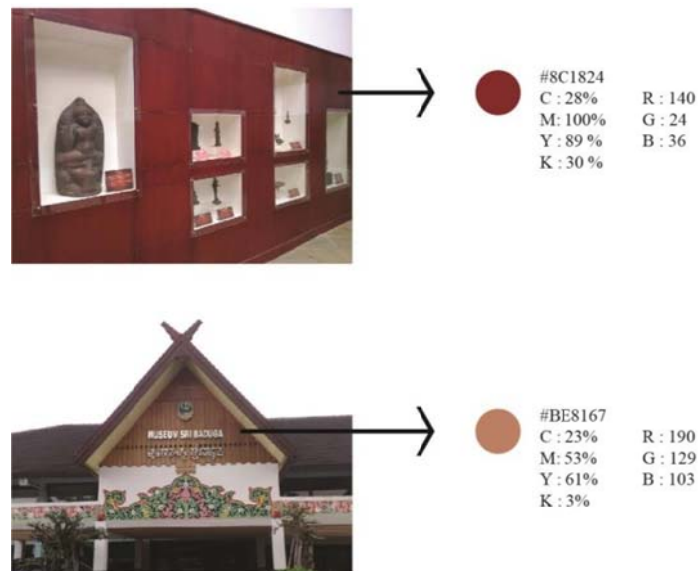 #8C1824
C : 28% R : 140
M: 100% G : 24
Y : 89 % B : 36
K : 30 %
MUSEUM SRI BADUGA
#BE8167
C : 23% R : 190
M: 53% G : 129
Y : 61% B : 103
K : 3%